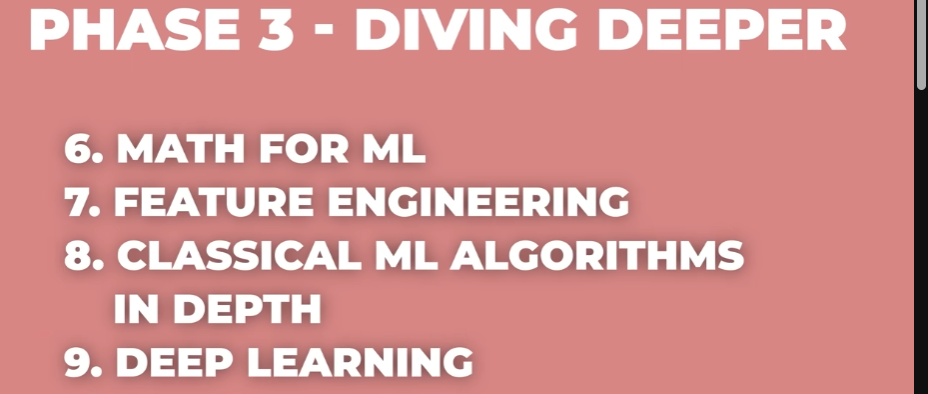 PHASE 3 - DIVING DEEPER
6. MATH FOR ML
7. FEATURE ENGINEERING
8. CLASSICAL ML ALGORITHMS
IN DEPTH
9. DEEP LEARNING